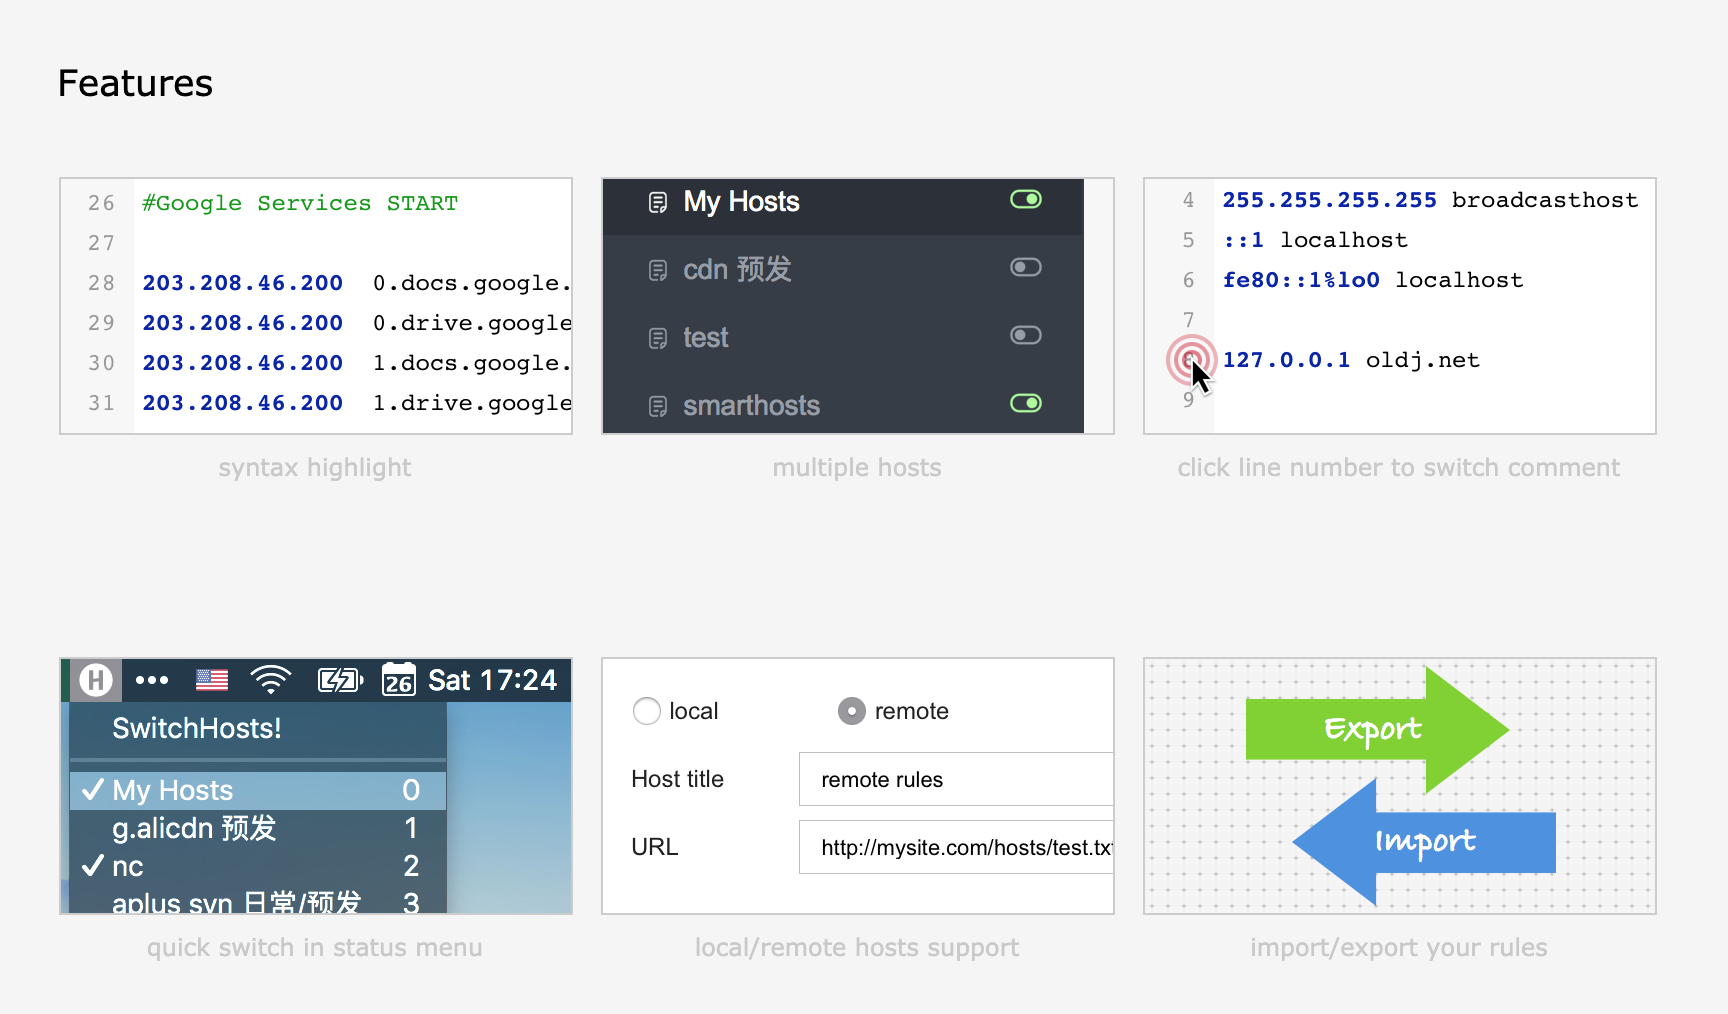 Features
26 #Google Services START
27
28 203.208.46.200 0.docs.google.
29 203.208.46.200 0.drive.google
30 203.208.46.200 1.docs.google.
31 203.208.46.200 1.drive.google
syntax highlight
My Hosts
cdn 预发
test
smarthosts
multiple hosts
4 255.255.255.255 broadcasthost
5 ::1 localhost
6 fe80::1%lo0 localhost
7
127.0.0.1 oldj.net
9
click line number to switch comment
H ••• 26 Sat 17:24
SwitchHosts!
✓ My Hosts 0
g.alicdn 预发 1
✓ nc 2
aplus syn 日常/预发 3
quick switch in status menu
local remote
Host title remote rules
URL http://mysite.com/hosts/test.txt
local/remote hosts support
Export
Import
import/export your rules